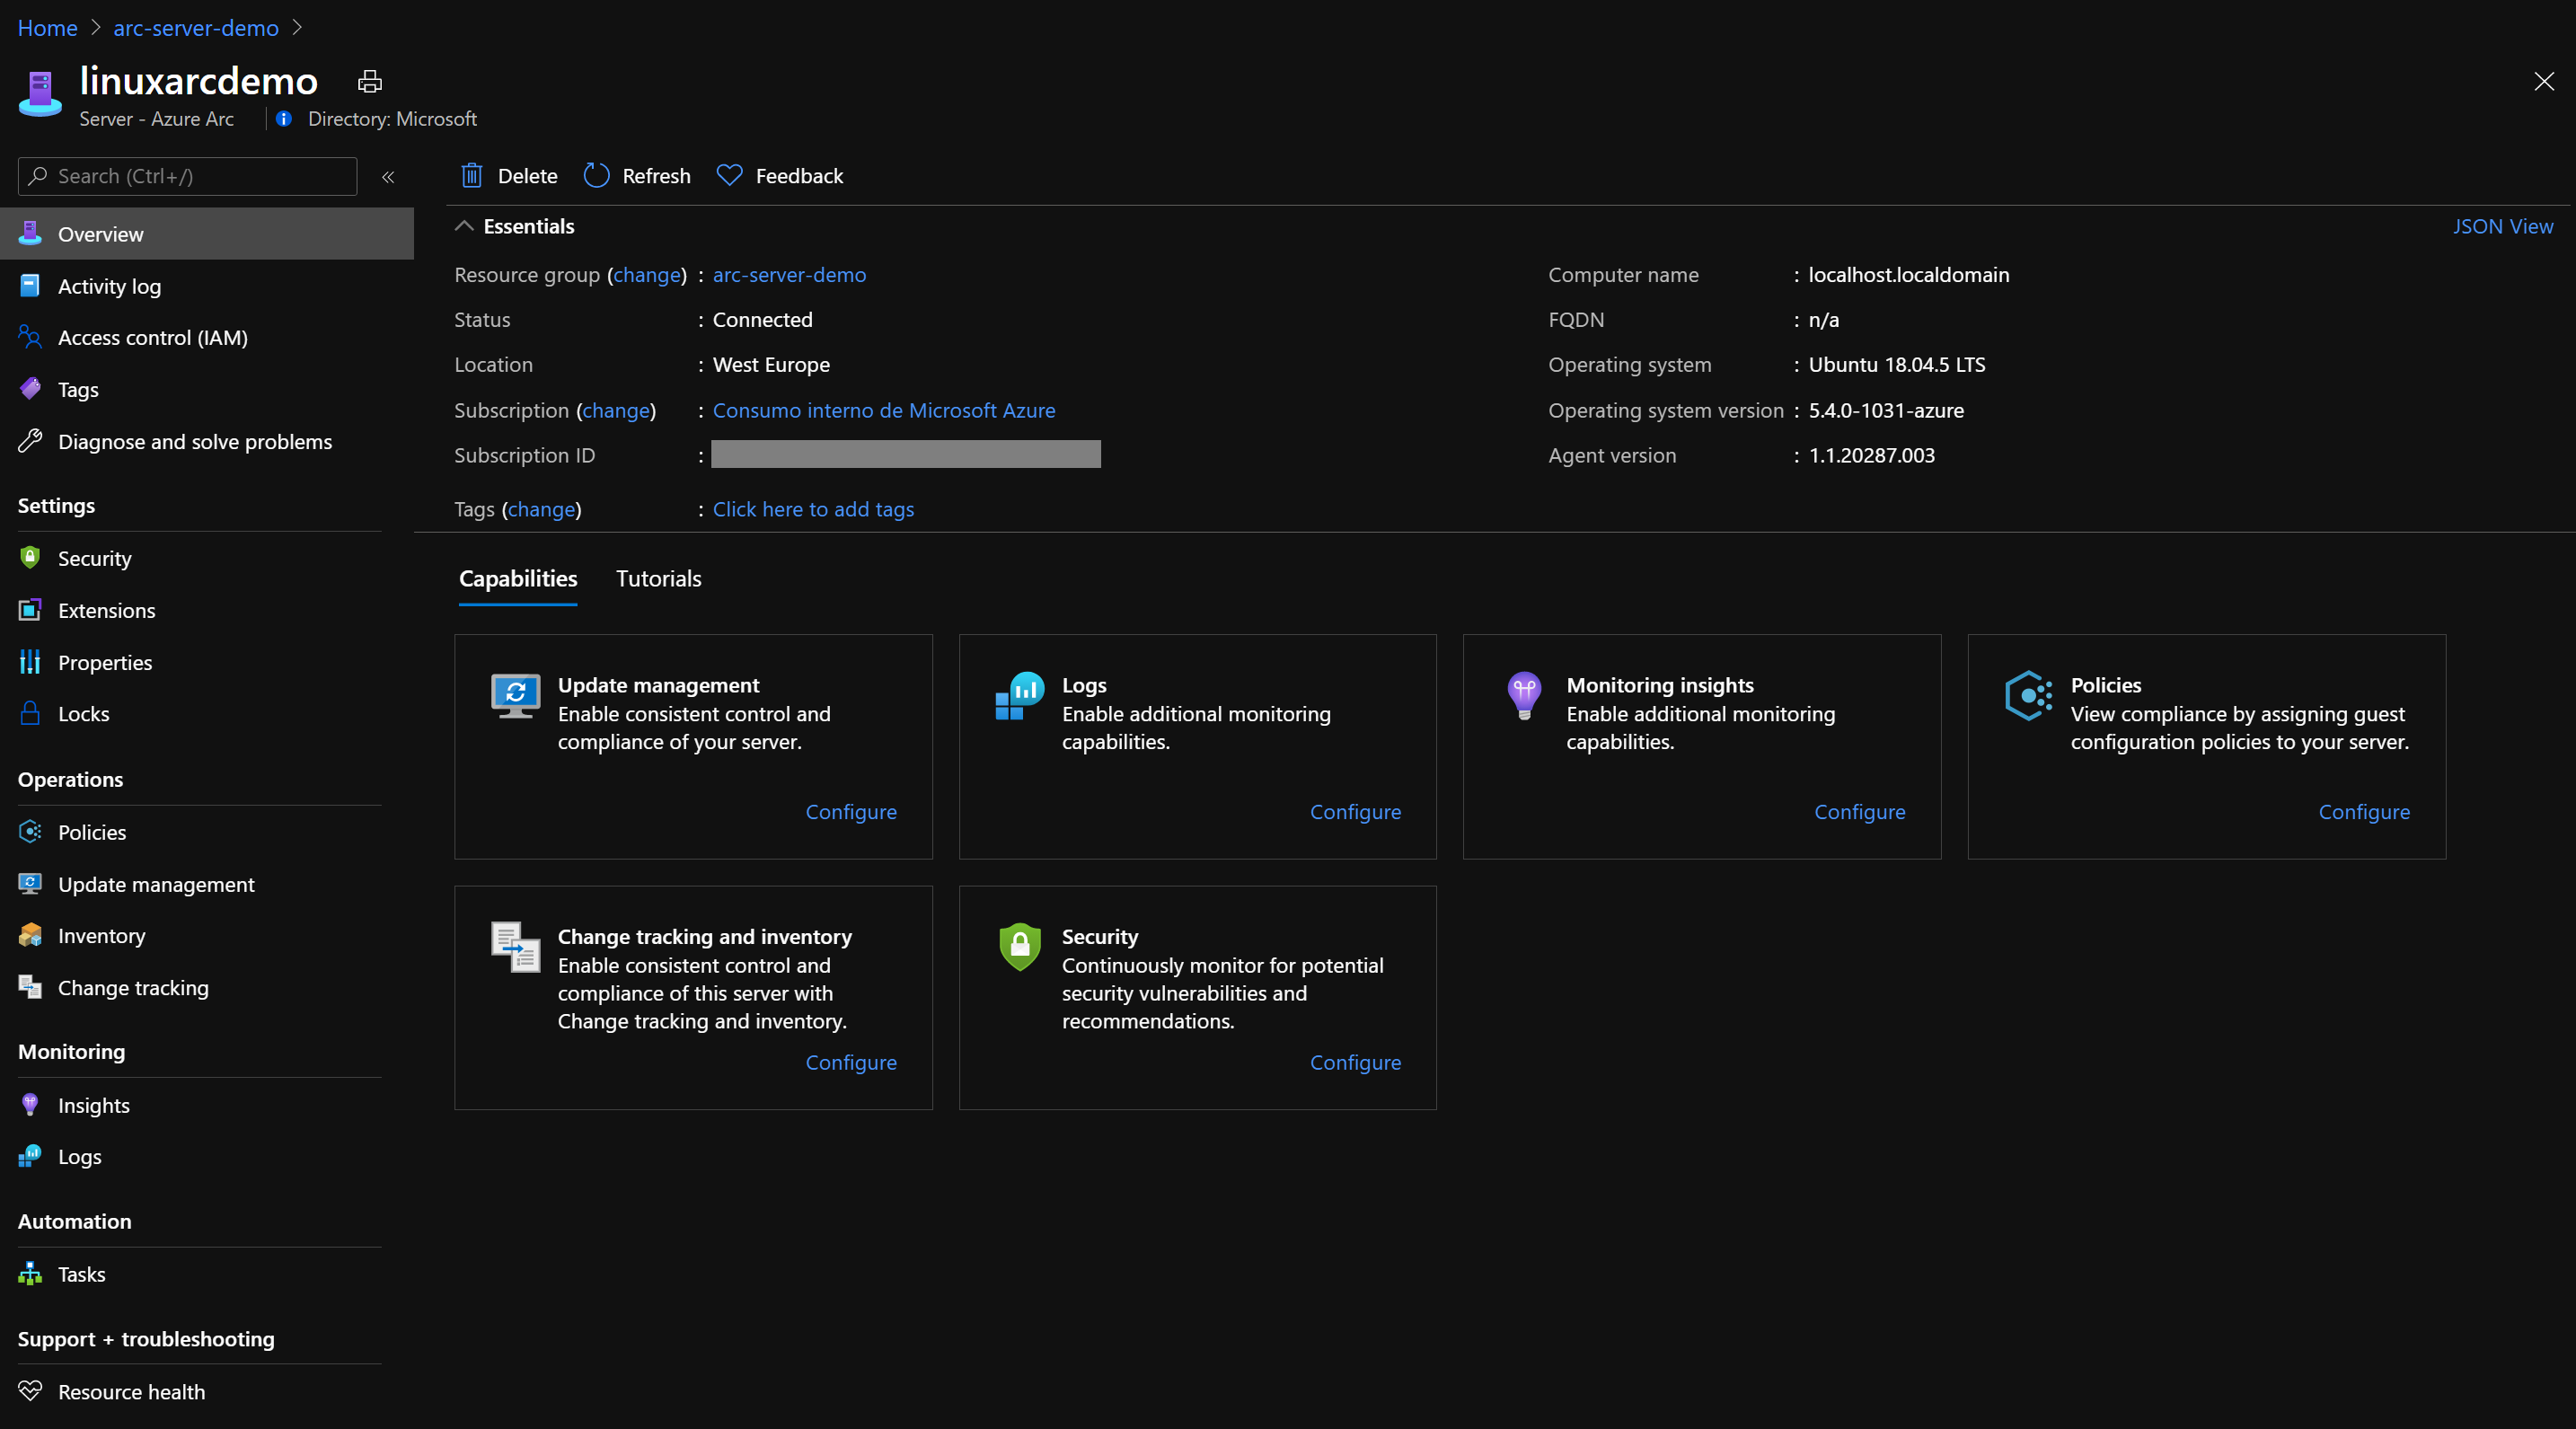 Home > arc-server-demo >
linuxarcdemo
Server - Azure Arc
Directory: Microsoft
Search (Ctrl+/)
«
Overview
Activity log
Access control (IAM)
Tags
Diagnose and solve problems
Settings
Security
Extensions
Properties
Locks
Operations
Policies
Update management
Inventory
Change tracking
Monitoring
Insights
Logs
Automation
Tasks
Support + troubleshooting
Resource health
Delete
Refresh
Feedback
Essentials
JSON View
Resource group (change) : arc-server-demo
Status : Connected
Location : West Europe
Subscription (change) : Consumo interno de Microsoft Azure
Subscription ID :
Tags (change) : Click here to add tags
Computer name : localhost.localdomain
FQDN : n/a
Operating system : Ubuntu 18.04.5 LTS
Operating system version : 5.4.0-1031-azure
Agent version : 1.1.20287.003
Capabilities
Tutorials
Update management
Enable consistent control and
compliance of your server.
Configure
Logs
Enable additional monitoring
capabilities.
Configure
Monitoring insights
Enable additional monitoring
capabilities.
Configure
Policies
View compliance by assigning guest
configuration policies to your server.
Configure
Change tracking and inventory
Enable consistent control and
compliance of this server with
Change tracking and inventory.
Configure
Security
Continuously monitor for potential
security vulnerabilities and
recommendations.
Configure